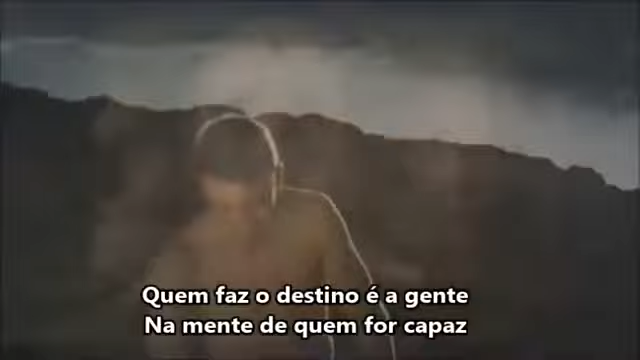 Quem faz o destino é a gente
Na mente de quem for capaz